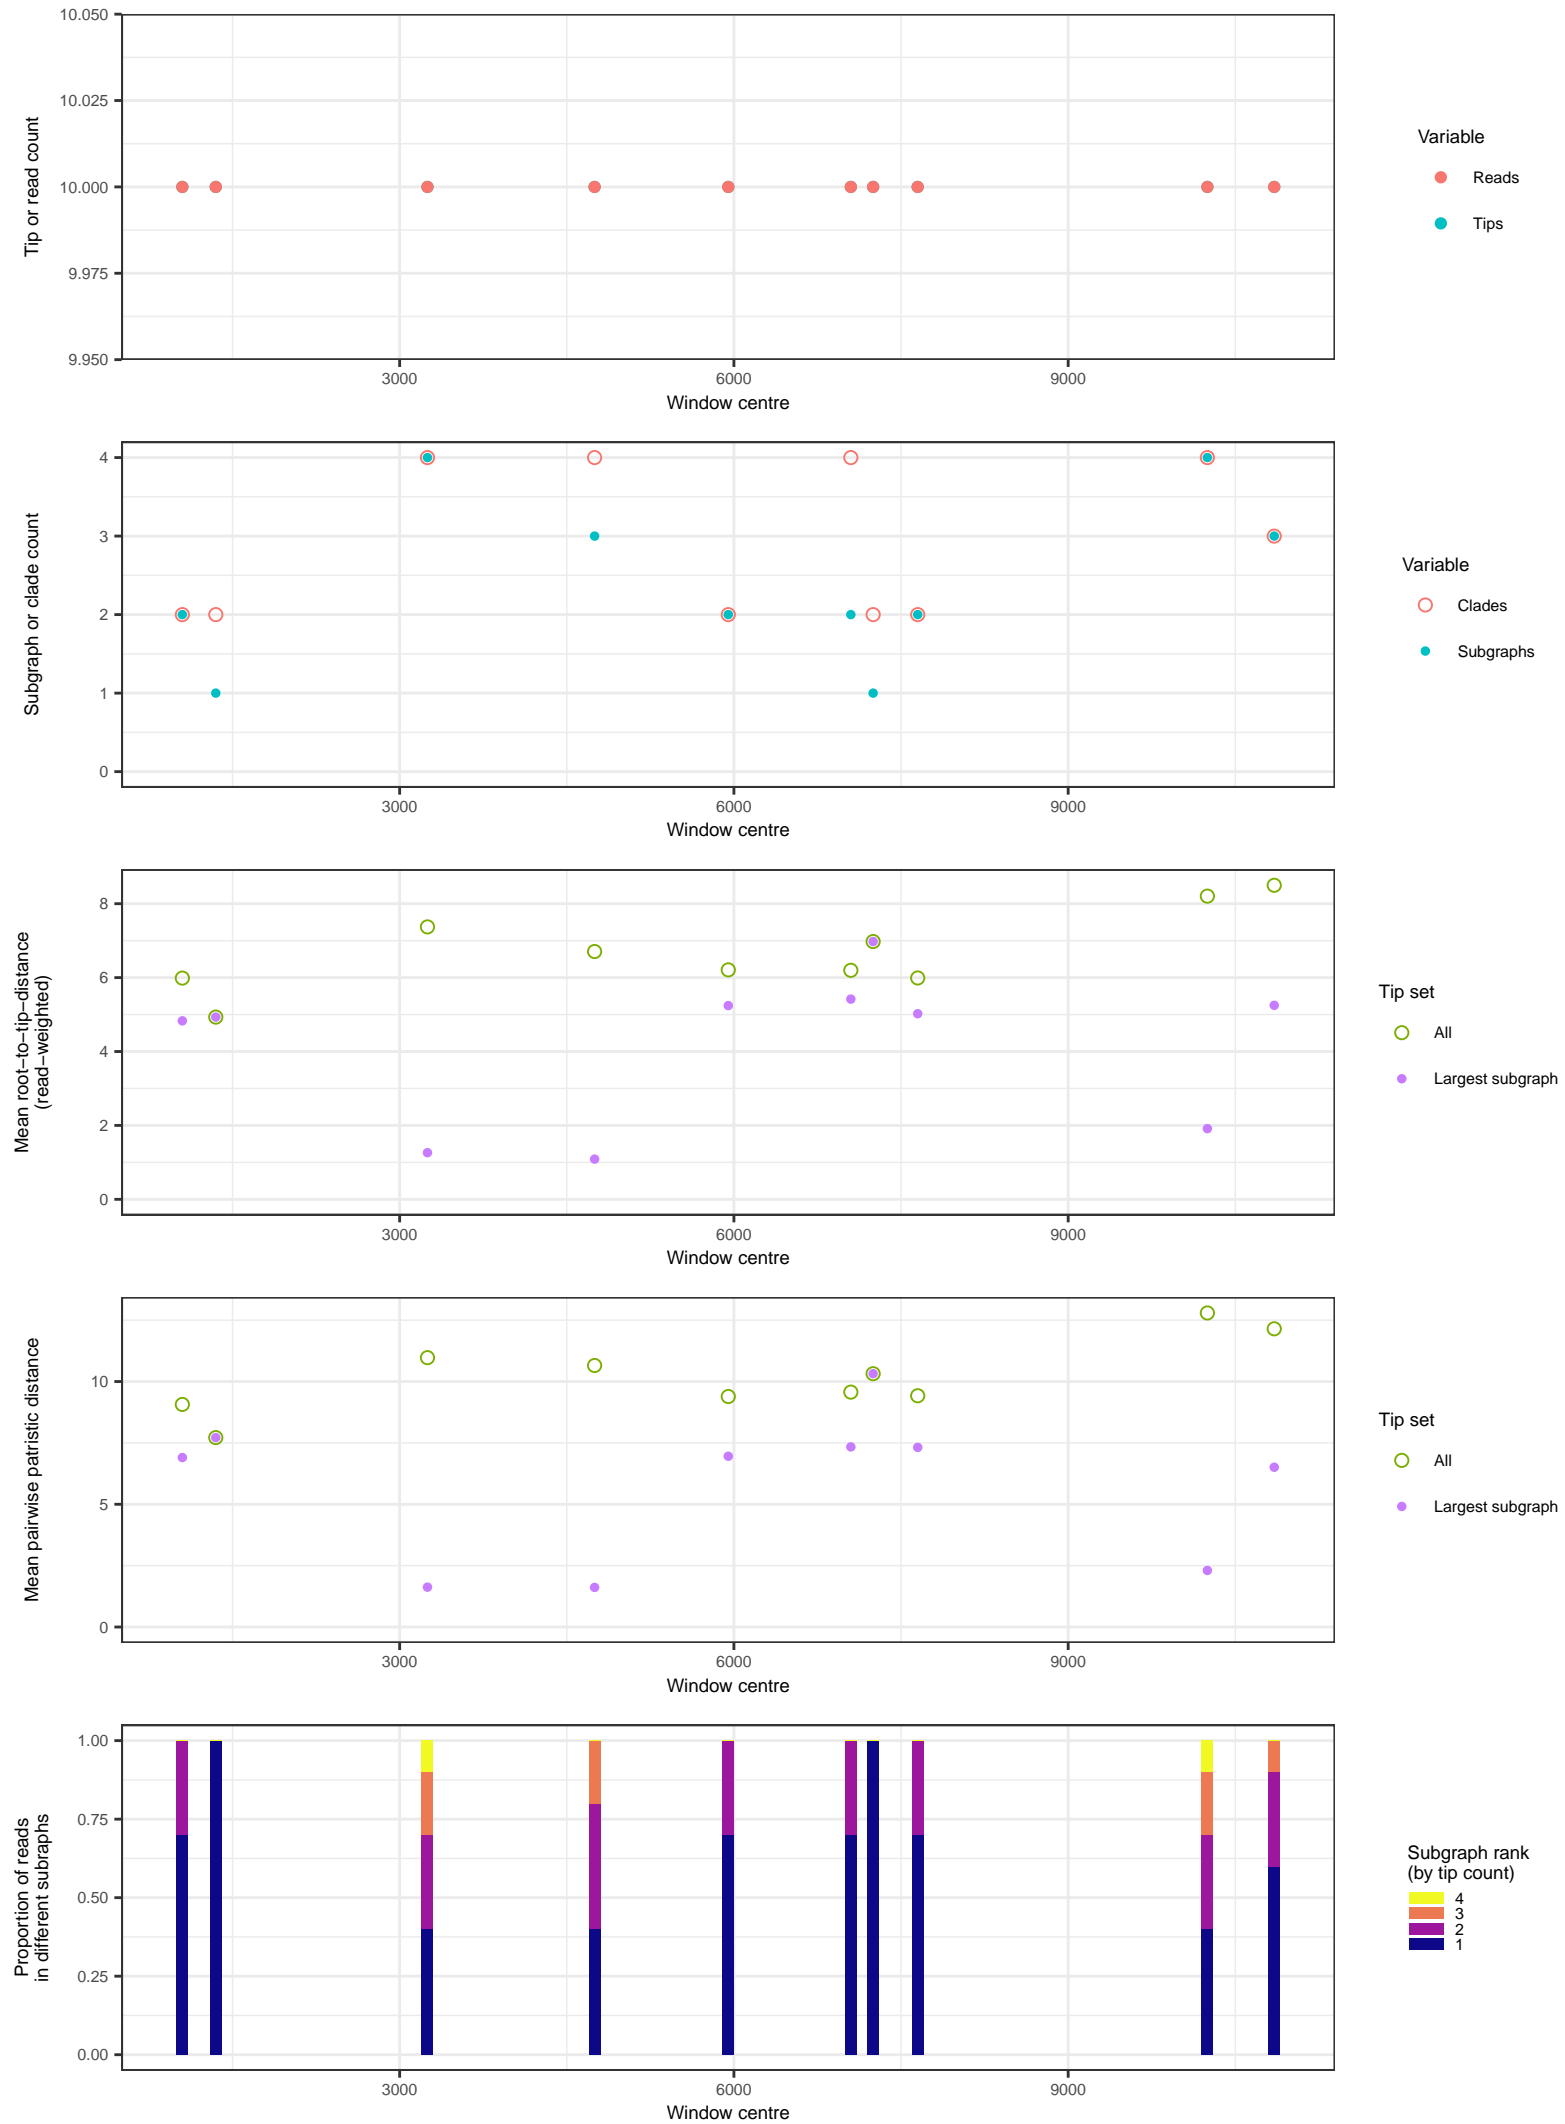 10.050
10.025
10.000
9.975
9.950
Tip or read count
3000 6000 9000
Window centre
Variable
Reads
Tips
4
3
2
1
0
Subgraph or clade count
3000 6000 9000
Window centre
Variable
Clades
Subgraphs
8
6
4
2
0
Mean root−to−tip−distance
(read−weighted)
3000 6000 9000
Window centre
Tip set
All
Largest subgraph
10
5
0
Mean pairwise patristic distance
3000 6000 9000
Window centre
Tip set
All
Largest subgraph
1.00
0.75
0.50
0.25
0.00
Proportion of reads
in different subraphs
3000 6000 9000
Window centre
Subgraph rank
(by tip count)
4
3
2
1